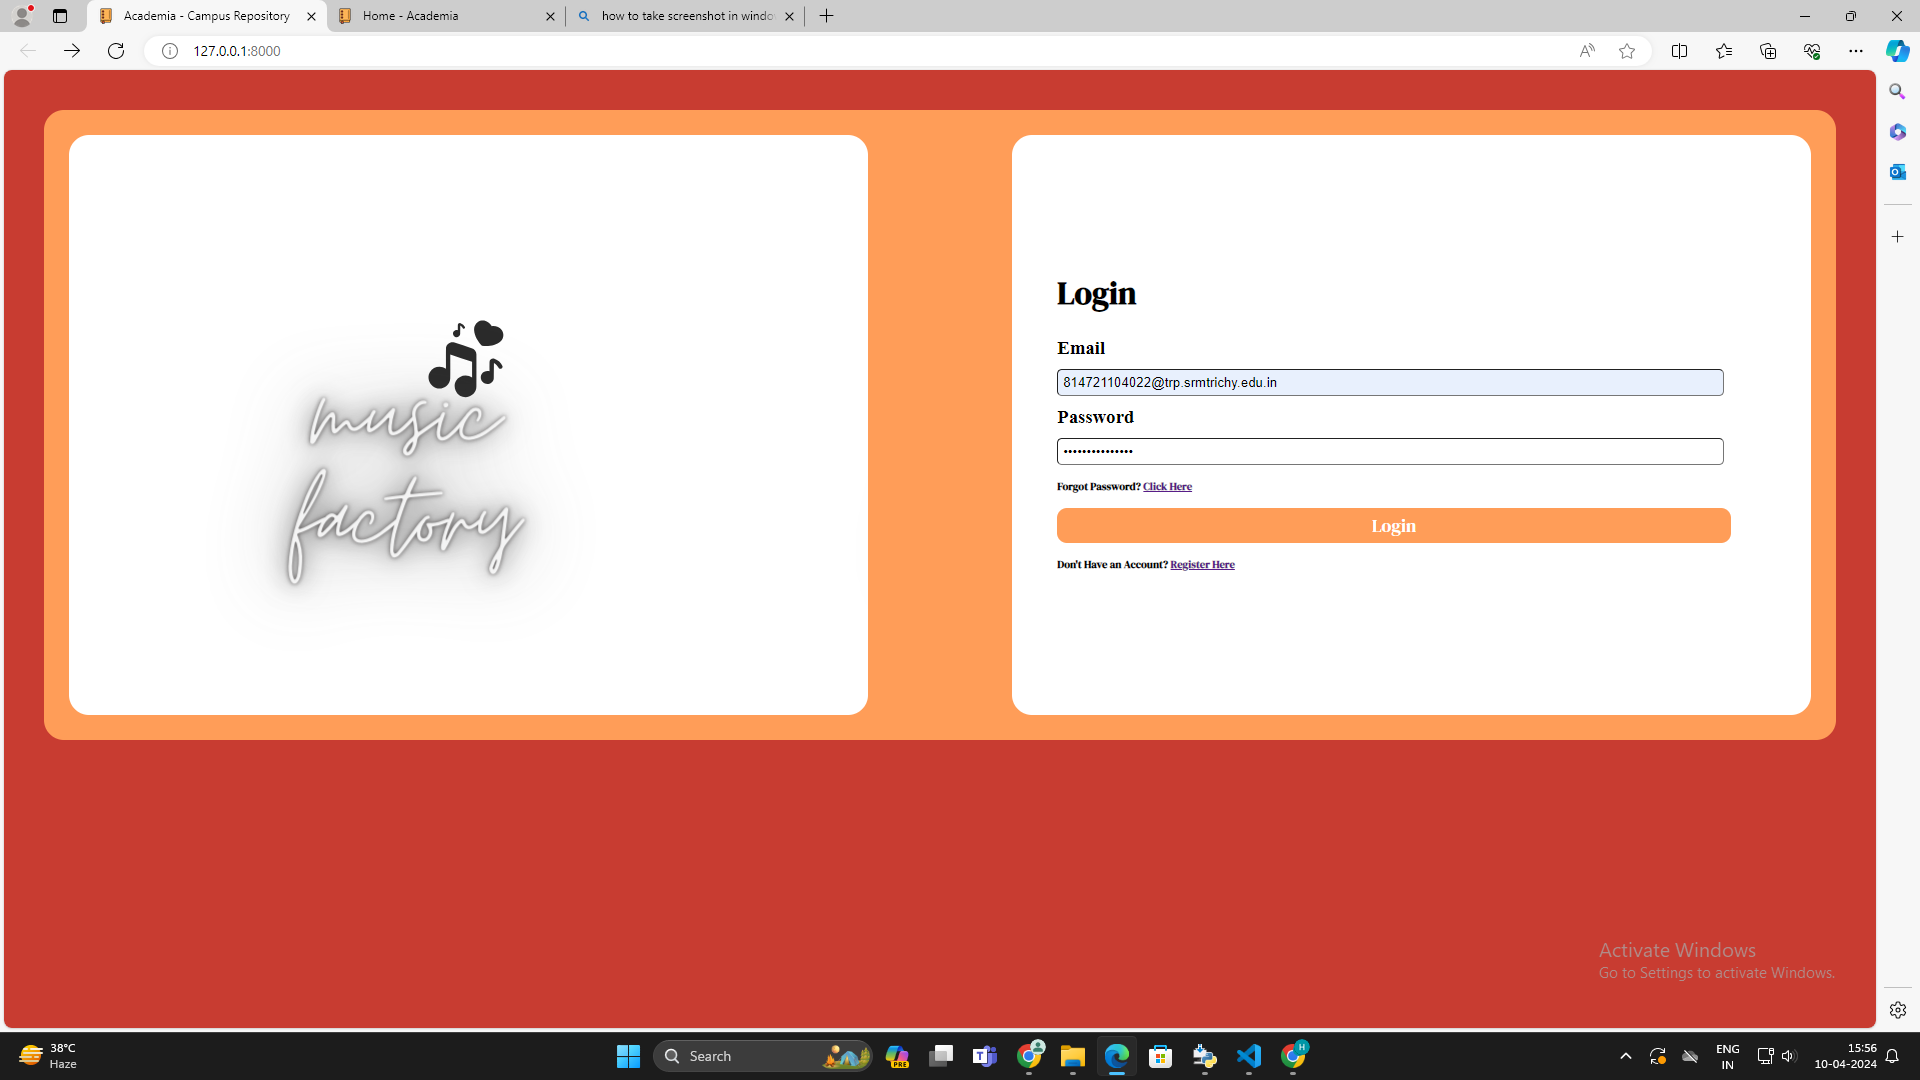 Academia - Campus Repository
Home - Academia
how to take screenshot in windo
127.0.0.1:8000
music
factory
Login
Email
814721104022@trp.srmtrichy.edu.in
Password
•••••••••••••••
Forgot Password? Click Here
Login
Don't Have an Account? Register Here
Activate Windows
Go to Settings to activate Windows.
38°C
Haze
Search
PRE
H
ENG
IN
15:56
10-04-2024